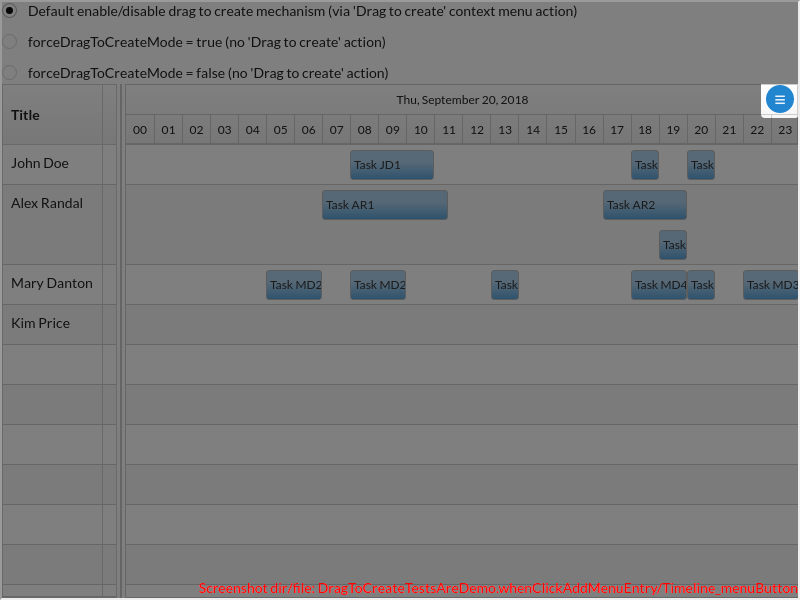 Default enable/disable drag to create mechanism (via 'Drag to create' context menu action)
forceDragToCreateMode = true (no 'Drag to create' action)
forceDragToCreateMode = false (no 'Drag to create' action)
Title
Thu, September 20, 2018
00 01 02 03 04 05 06 07 08 09 10 11 12 13 14 15 16 17 18 19 20 21 22 23
John Doe
Task JD1
Task
Task
Alex Randal
Task AR1
Task AR2
Task
Mary Danton
Task MD2
Task MD2
Task
Task MD4
Task
Task MD3
Kim Price
Screenshot dir/file: DragToCreateTestsAreDemo.whenClickAddMenuEntry/Timeline_menuButton